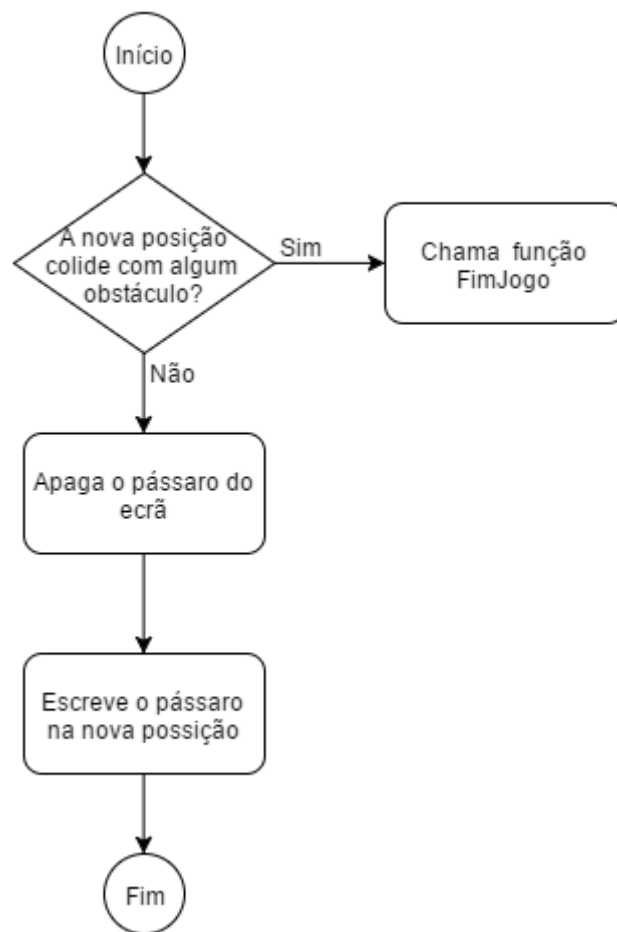 Início
A nova posição
colide com algum
obstáculo?
Sim
Chama função
FimJogo
Não
Apaga o pássaro do
ecrã
Escreve o pássaro
na nova possição
Fim